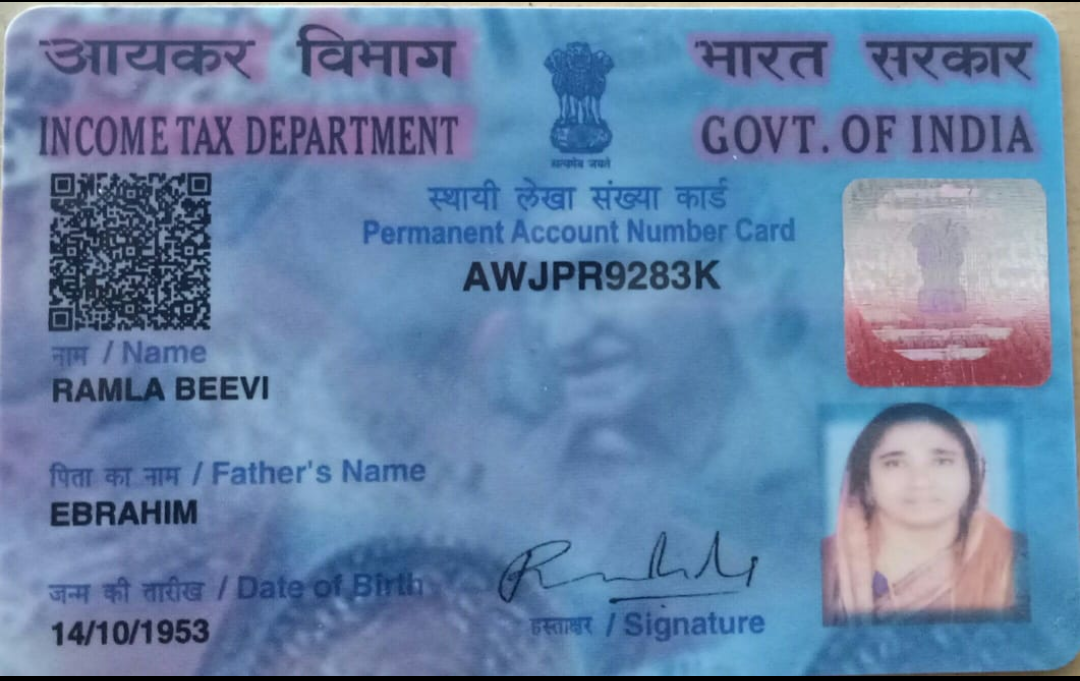 आयकर विभाग
भारत सरकार
INCOME TAX DEPARTMENT
GOVT. OF INDIA
सत्यमेव जयते
स्थायी लेखा संख्या कार्ड
Permanent Account Number Card
AWJPR9283K
नाम / Name
RAMLA BEEVI
पिता का नाम / Father's Name
EBRAHIM
जन्म की तारीख / Date of Birth
14/10/1953
हस्ताक्षर / Signature